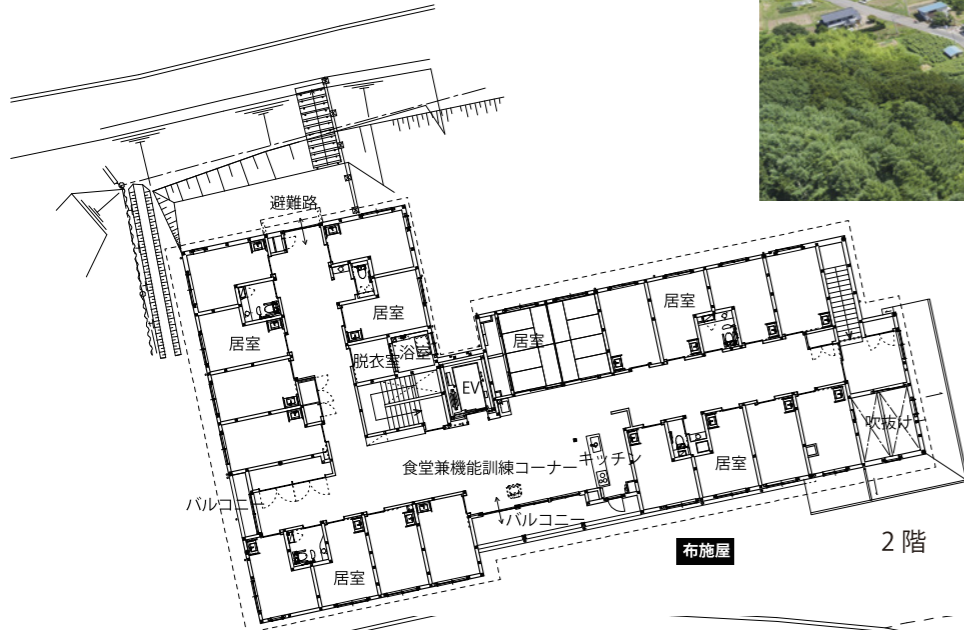 避難路
居室
居室
居室
居室
脱衣室
浴室
EV
吹抜け
食堂兼機能訓練コーナー
キッチン
居室
バルコニー
バルコニー
居室
布施屋
2階